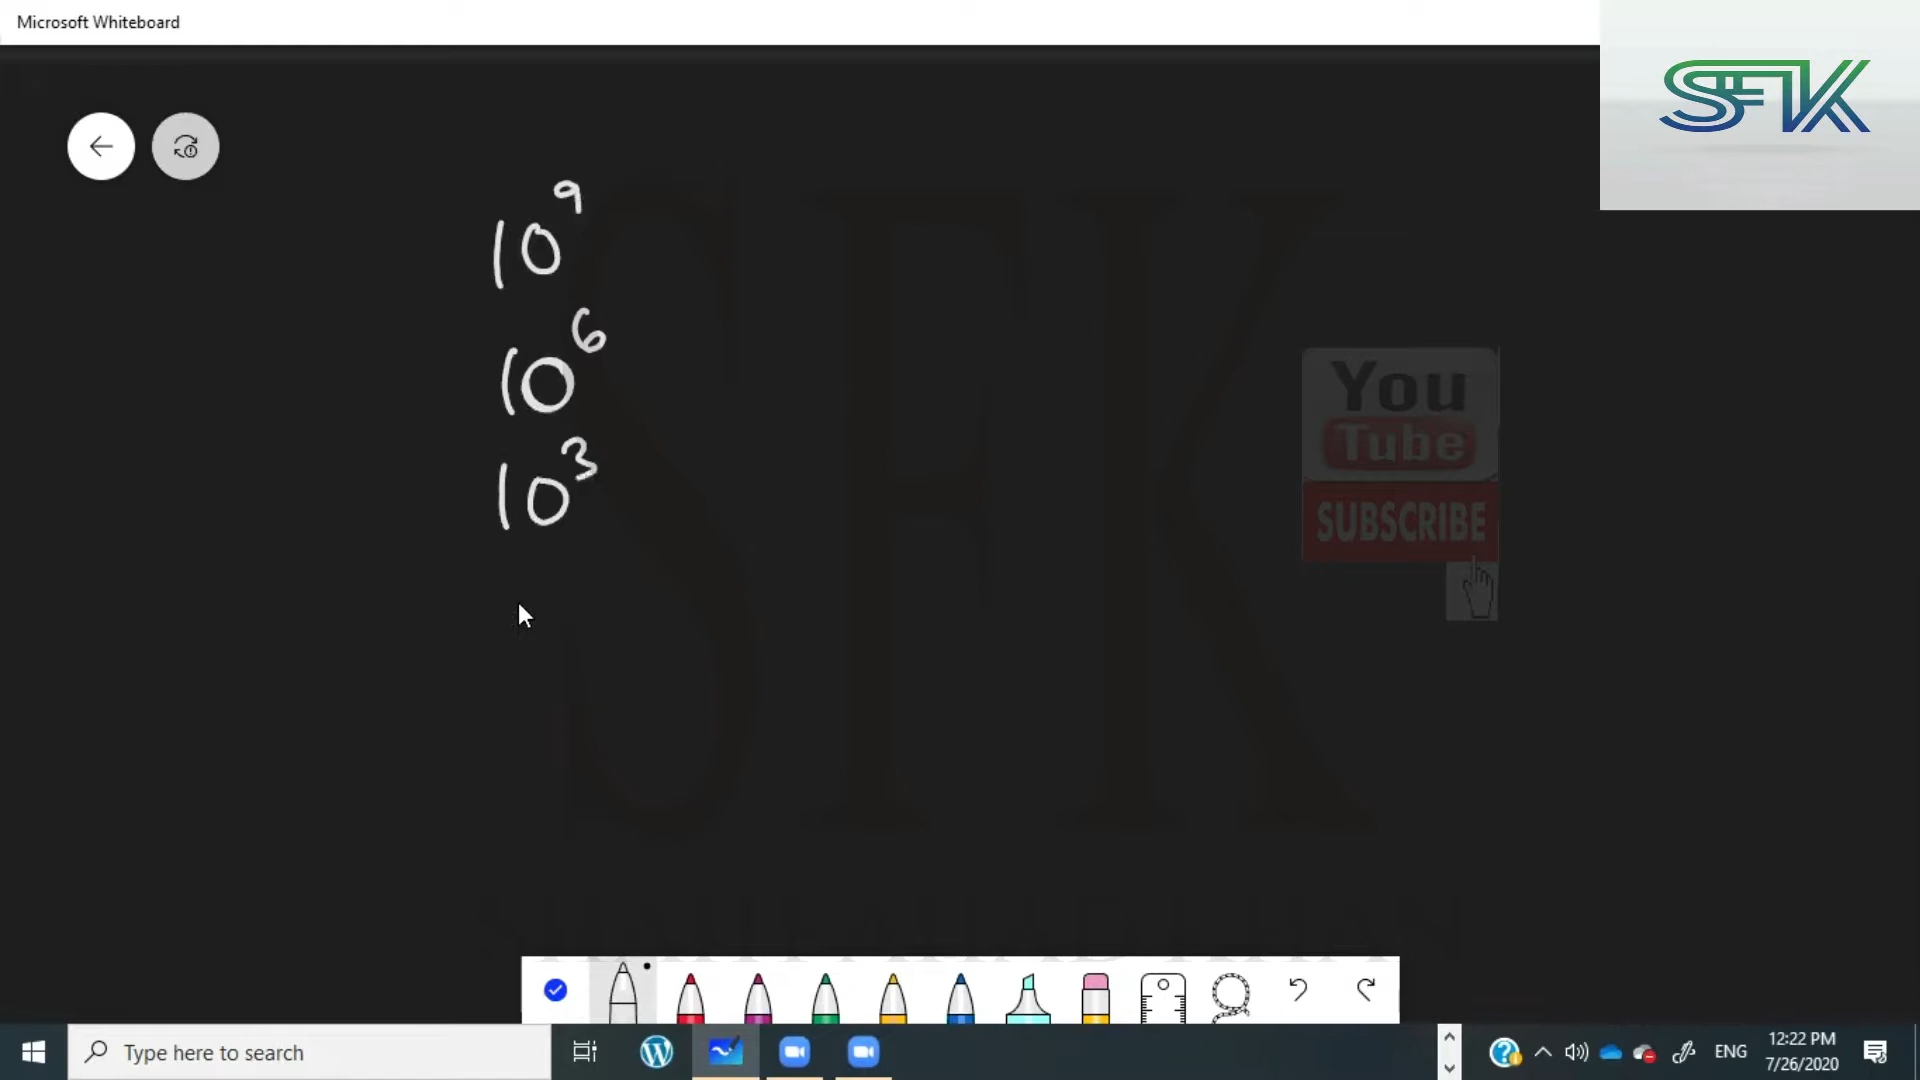 Microsoft Whiteboard
SFK
10⁹
10⁶
10³
You
Tube
SUBSCRIBE
SFK
Type here to search
ENG
12:22 PM
7/26/2020